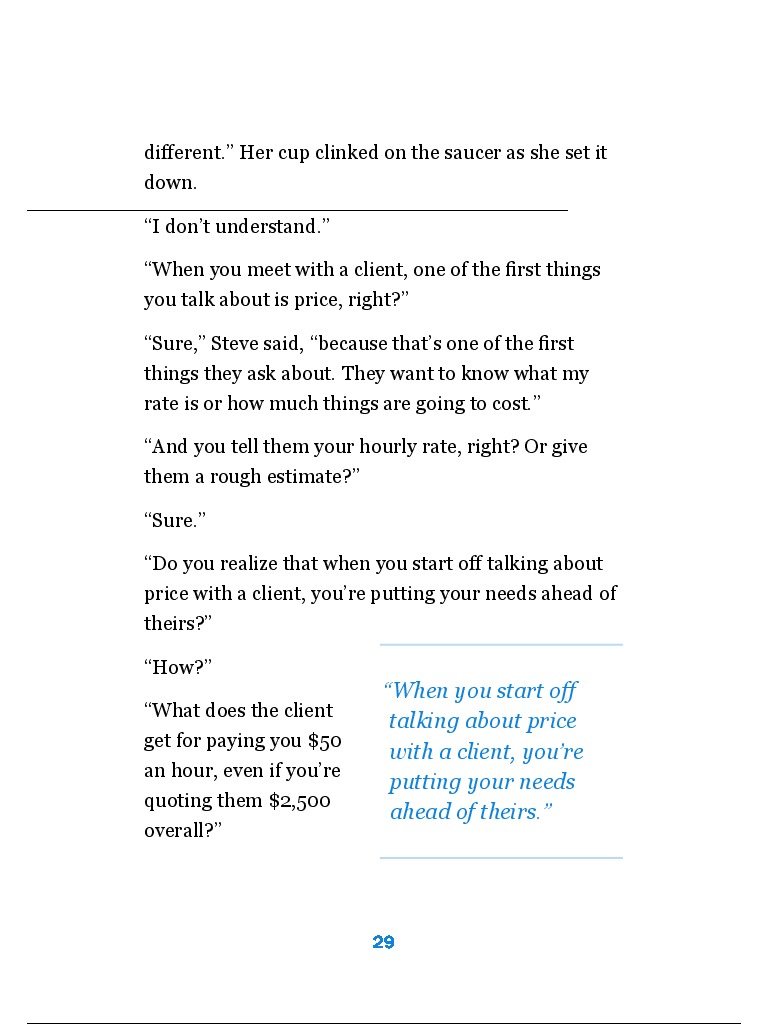 different.” Her cup clinked on the saucer as she set it
down.
“I don’t understand.”
“When you meet with a client, one of the first things
you talk about is price, right?”
“Sure,” Steve said, “because that’s one of the first
things they ask about. They want to know what my
rate is or how much things are going to cost.”
“And you tell them your hourly rate, right? Or give
them a rough estimate?”
“Sure.”
“Do you realize that when you start off talking about
price with a client, you’re putting your needs ahead of
theirs?”
“How?”
“What does the client
get for paying you $50
an hour, even if you’re
quoting them $2,500
overall?”
“When you start off
talking about price
with a client, you’re
putting your needs
ahead of theirs.”
29